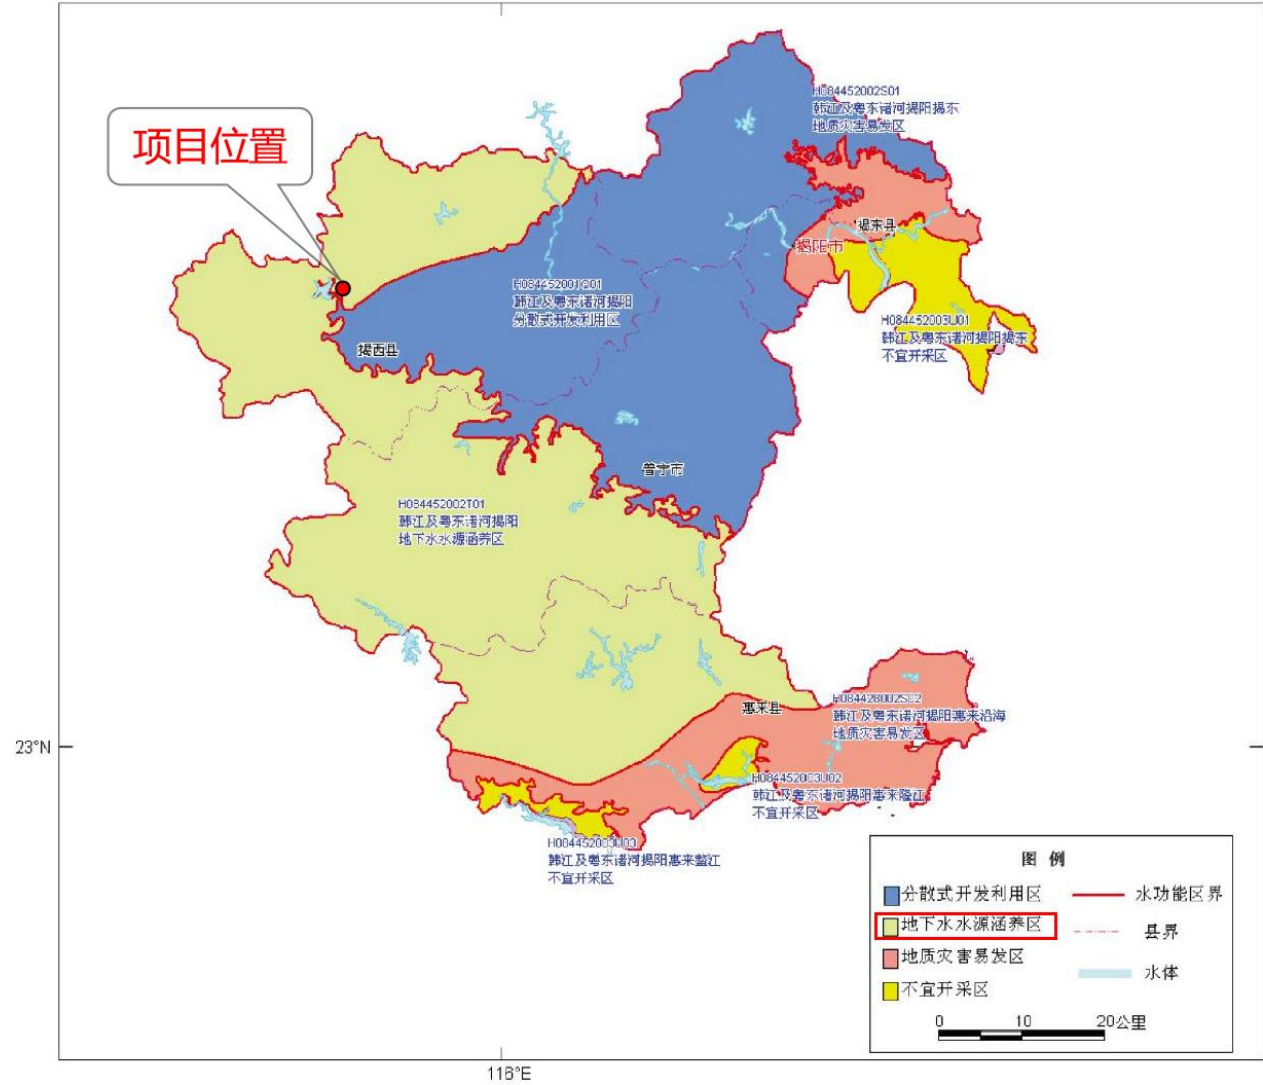 项目位置
H084452002S01
韩江及粤东诸河揭阳揭东
地质灾害易发区
揭东县
揭阳市
H084452001Q01
韩江及粤东诸河揭阳
分散式开发利用区
H084452003U01
韩江及粤东诸河揭阳揭东
不宜开采区
揭西县
普宁市
H084452002T01
韩江及粤东诸河揭阳
地下水水源涵养区
H084428002S02
韩江及粤东诸河揭阳惠来沿海
地质灾害易发区
惠来县
23°N
H084452003U02
韩江及粤东诸河揭阳惠来隆江
不宜开采区
H084452003U03
韩江及粤东诸河揭阳惠来鳌江
不宜开采区
图 例
分散式开发利用区
水功能区界
地下水水源涵养区
县界
地质灾害易发区
水体
不宜开采区
0 10 20公里
116°E